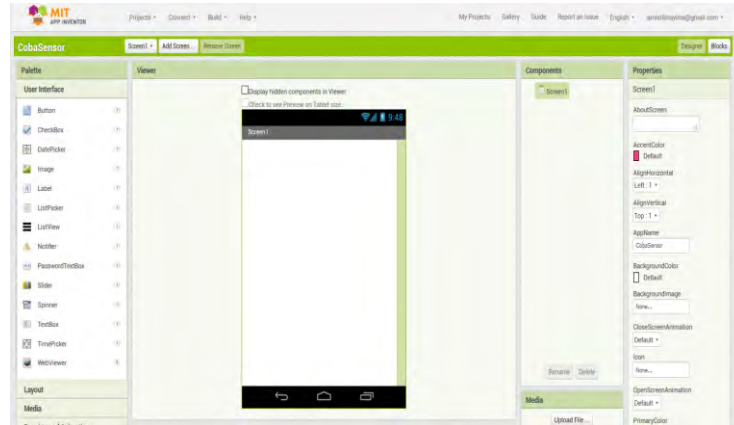 MIT
APP INVENTOR
Projects Connect Build Help
My Projects Gallery Guide Report an Issue English
CobaSensor
Screen1 Add Screen ... Remove Screen
Designer Blocks
Palette
User Interface
Button
CheckBox
DatePicker
Image
Label
ListPicker
ListView
Notifier
PasswordTextBox
Slider
Spinner
TextBox
TimePicker
WebViewer
Layout
Media
Viewer
Display hidden components in Viewer
Check to see Preview on Tablet size.
9:48
Screen1
Components
Screen1
Rename Delete
Media
Upload File ...
Properties
Screen1
AboutScreen
AccentColor
Default
AlignHorizontal
Left : 1
AlignVertical
Top : 1
AppName
CobaSensor
BackgroundColor
Default
BackgroundImage
None...
CloseScreenAnimation
Default
Icon
None...
OpenScreenAnimation
Default
PrimaryColor